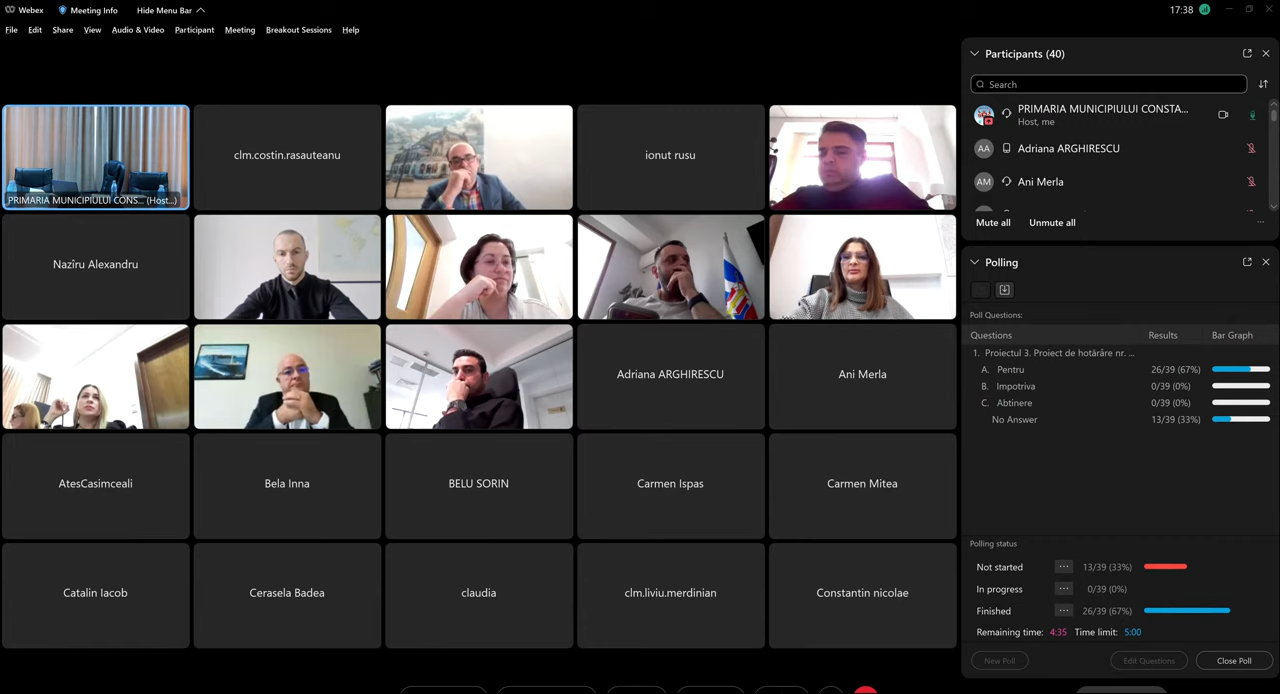 Webex
Meeting Info
Hide Menu Bar
17:38
File Edit Share View Audio & Video Participant Meeting Breakout Sessions Help
PRIMARIA MUNICIPIULUI CONS... (Host...)
clm.costin.rasauteanu
ionut rusu
Nazîru Alexandru
Adriana ARGHIRESCU
Ani Merla
AtesCasimceali
Bela Inna
BELU SORIN
Carmen Ispas
Carmen Mitea
Catalin Iacob
Cerasela Badea
claudia
clm.liviu.merdinian
Constantin nicolae
Participants (40)
Search
PRIMARIA MUNICIPIULUI CONSTA...
Host, me
AA Adriana ARGHIRESCU
AM Ani Merla
Mute all Unmute all ...
Polling
Poll Questions:
Questions Results Bar Graph
1. Proiectul 3. Proiect de hotărâre nr. ...
A. Pentru 26/39 (67%)
B. Impotriva 0/39 (0%)
C. Abtinere 0/39 (0%)
No Answer 13/39 (33%)
Polling status
Not started ... 13/39 (33%)
In progress ... 0/39 (0%)
Finished ... 26/39 (67%)
Remaining time: 4:35 Time limit: 5:00
New Poll Edit Questions Close Poll